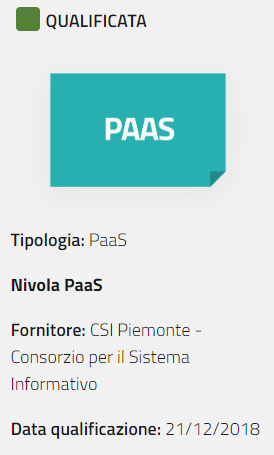 QUALIFICATA
PAAS
Tipologia: PaaS
Nivola PaaS
Fornitore: CSI Piemonte -
Consorzio per il Sistema
Informativo
Data qualificazione: 21/12/2018